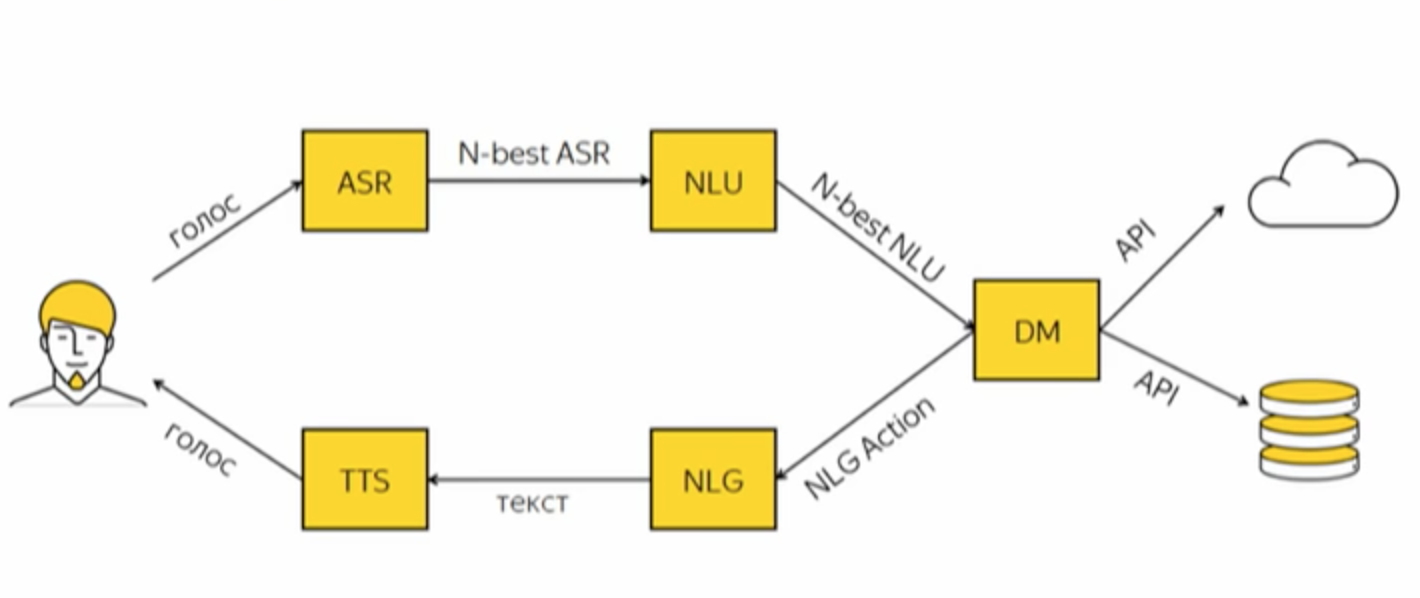 голос
ASR
N-best ASR
NLU
N-best NLU
DM
API
API
NLG Action
NLG
текст
TTS
голос